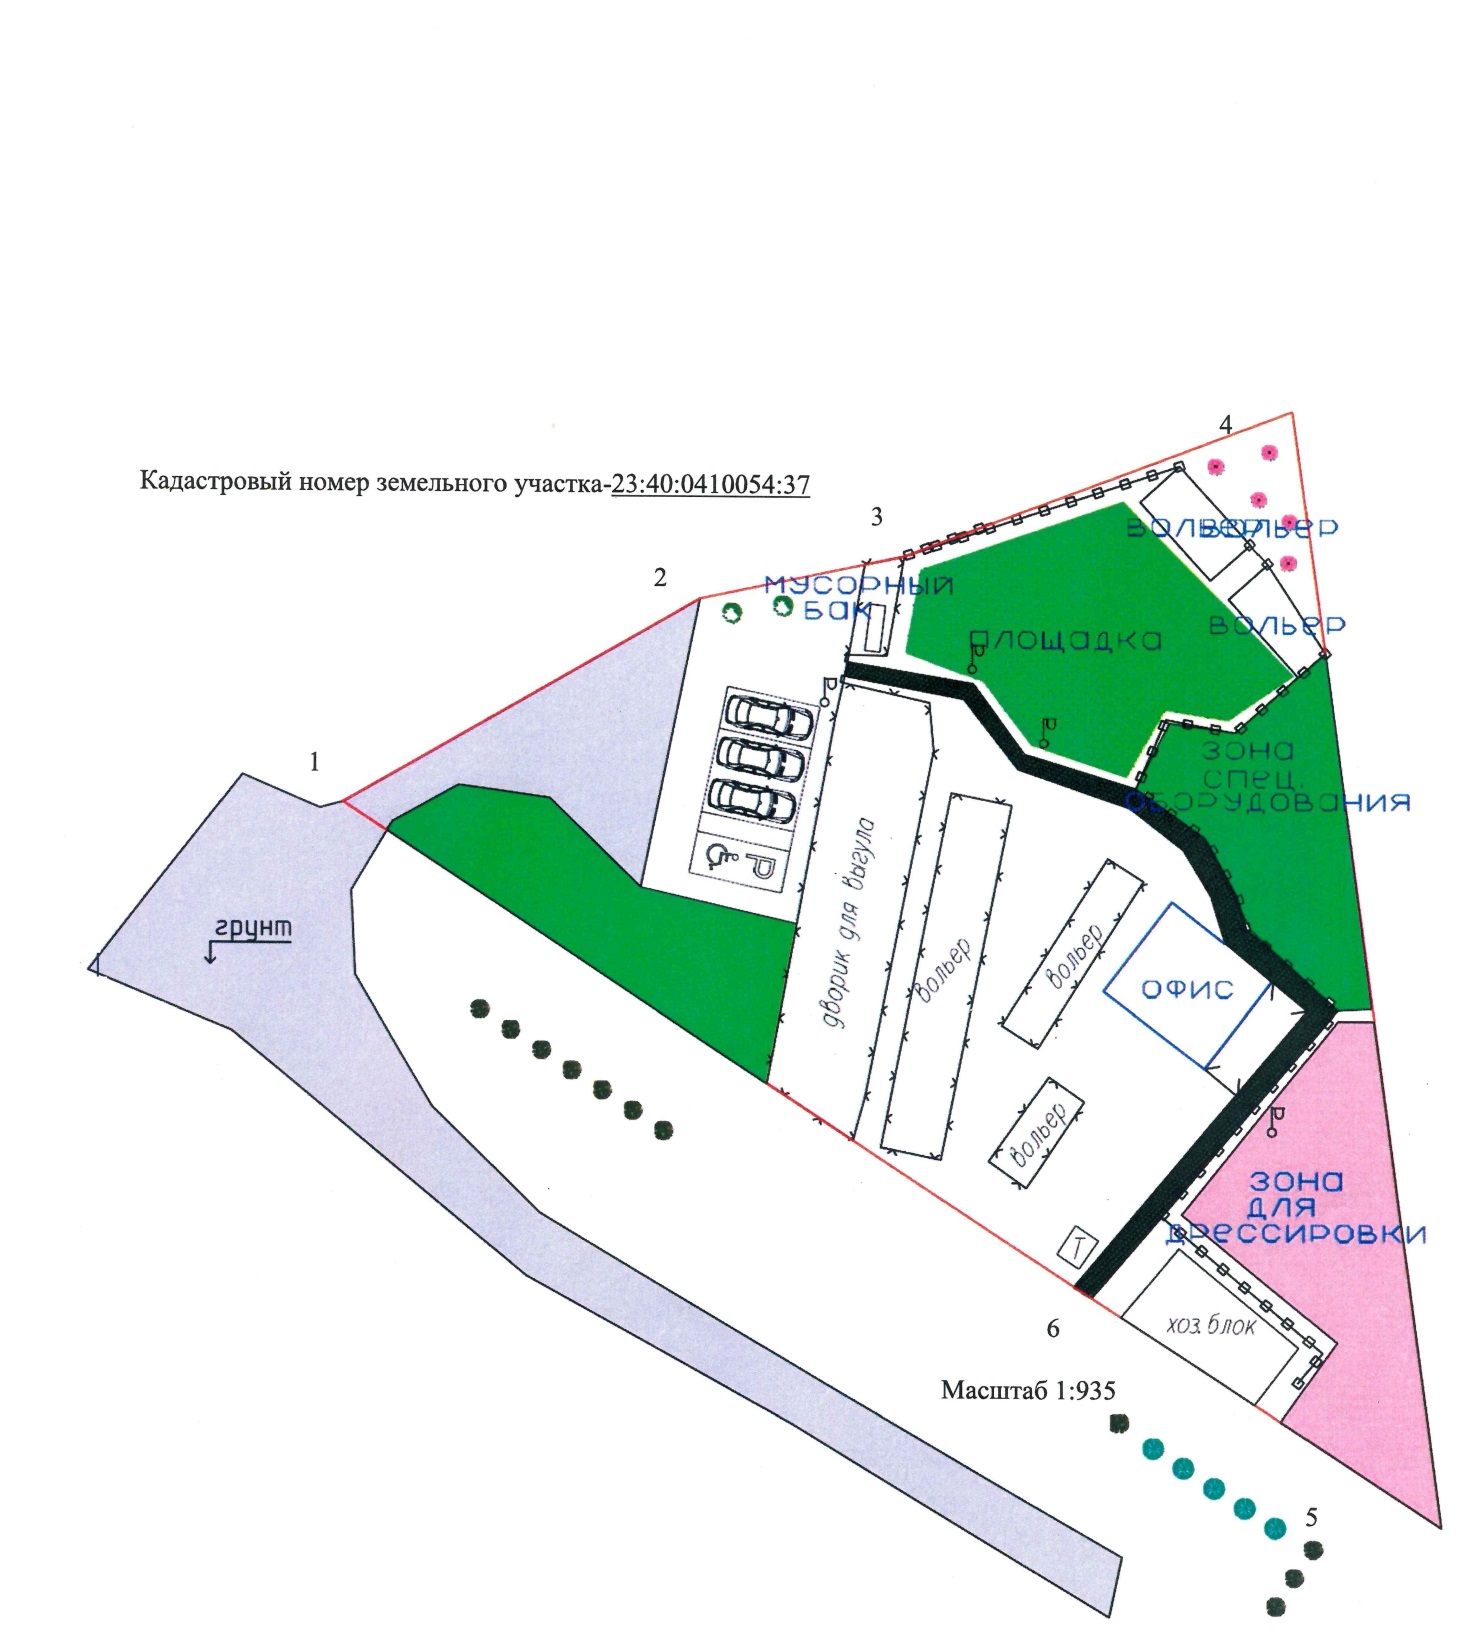 4
Кадастровый номер земельного участка-23:40:0410054:37
3
вольер
вольер
2
мусорный
бак
вольер
площадка
P
P
P
1
зона
спец.
оборудования
дворик для выгула
P
грунт
вольер
вольер
офис
P
вольер
зона
для
дрессировки
Т
хоз. блок
6
Масштаб 1:935
5